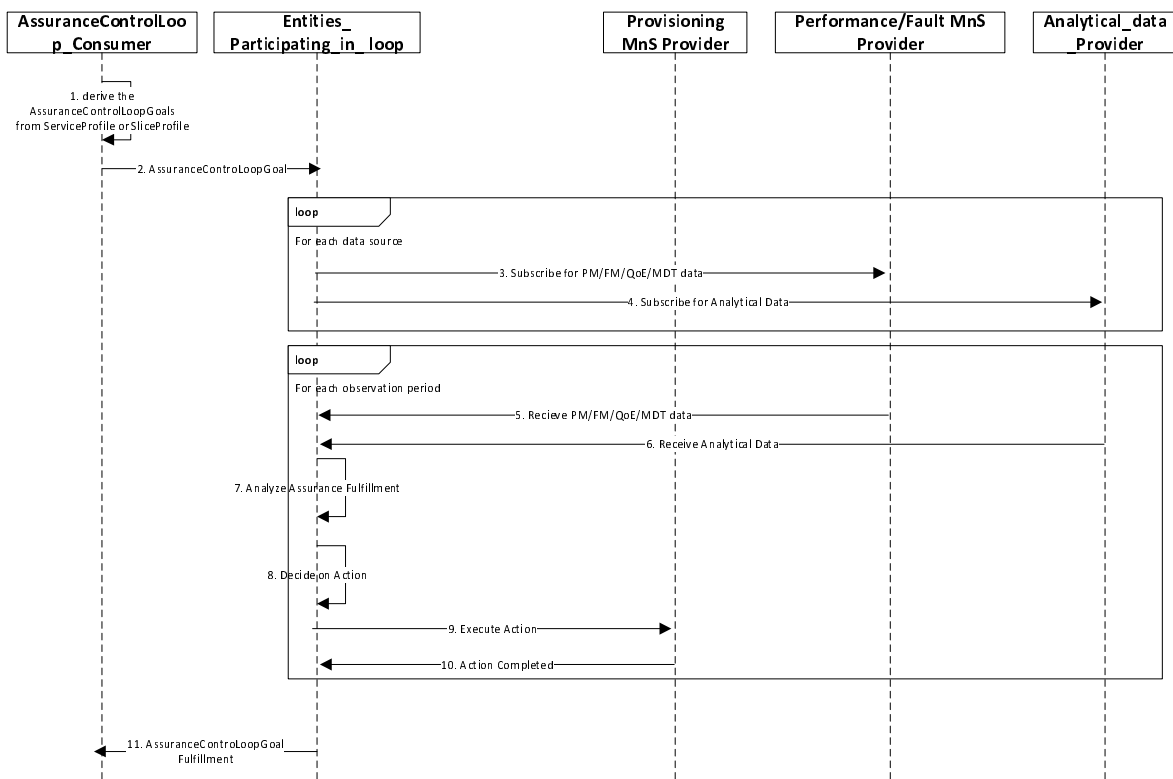 AssuranceControlLoo
p_Consumer
Entities_
Participating_in_ loop
Provisioning
MnS Provider
Performance/Fault MnS
Provider
Analytical_data
_Provider
1. derive the
AssuranceControlLoopGoals
from ServiceProfile or SliceProfile
2. AssuranceControLoopGoal
loop
For each data source
3. Subscribe for PM/FM/QoE/MDT data
4. Subscribe for Analytical Data
loop
For each observation period
5. Recieve PM/FM/QoE/MDT data
6. Receive Analytical Data
7. Analyze Assurance Fulfillment
8. Decide on Action
9. Execute Action
10. Action Completed
11. AssuranceControLoopGoal
Fulfillment